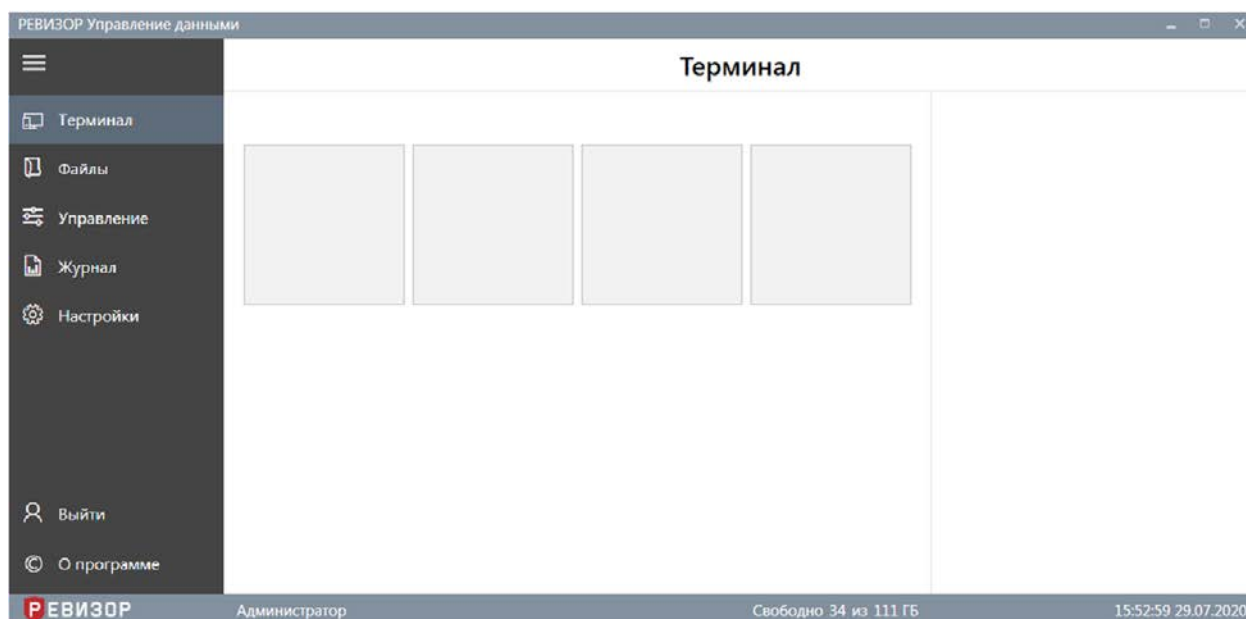 РЕВИЗОР Управление данными
Терминал
Терминал
Файлы
Управление
Журнал
Настройки
Выйти
О программе
РЕВИЗОР
Администратор
Свободно 34 из 111 ГБ
15:52:59 29.07.2020